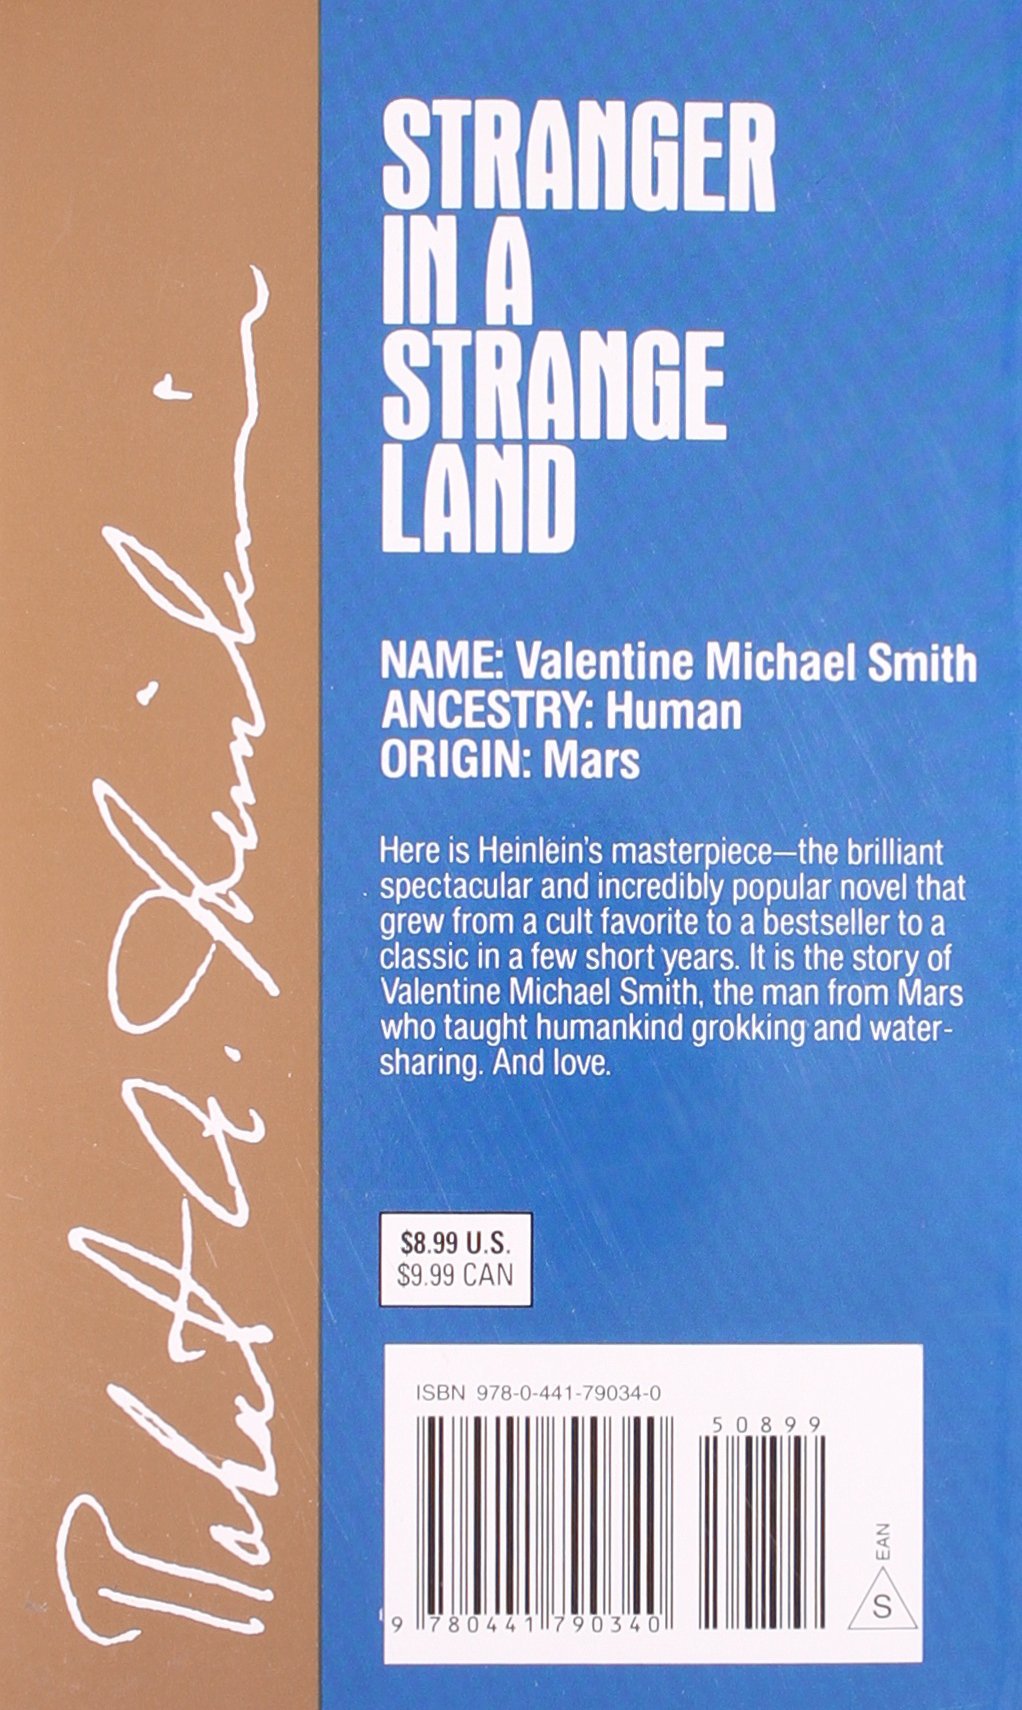 Robert A. Heinlein
STRANGER
IN A
STRANGE
LAND
NAME: Valentine Michael Smith
ANCESTRY: Human
ORIGIN: Mars
Here is Heinlein's masterpiece—the brilliant
spectacular and incredibly popular novel that
grew from a cult favorite to a bestseller to a
classic in a few short years. It is the story of
Valentine Michael Smith, the man from Mars
who taught humankind grokking and water-
sharing. And love.
$8.99 U.S.
$9.99 CAN
ISBN 978-0-441-79034-0
50899
9 780441 790340
S
EAN